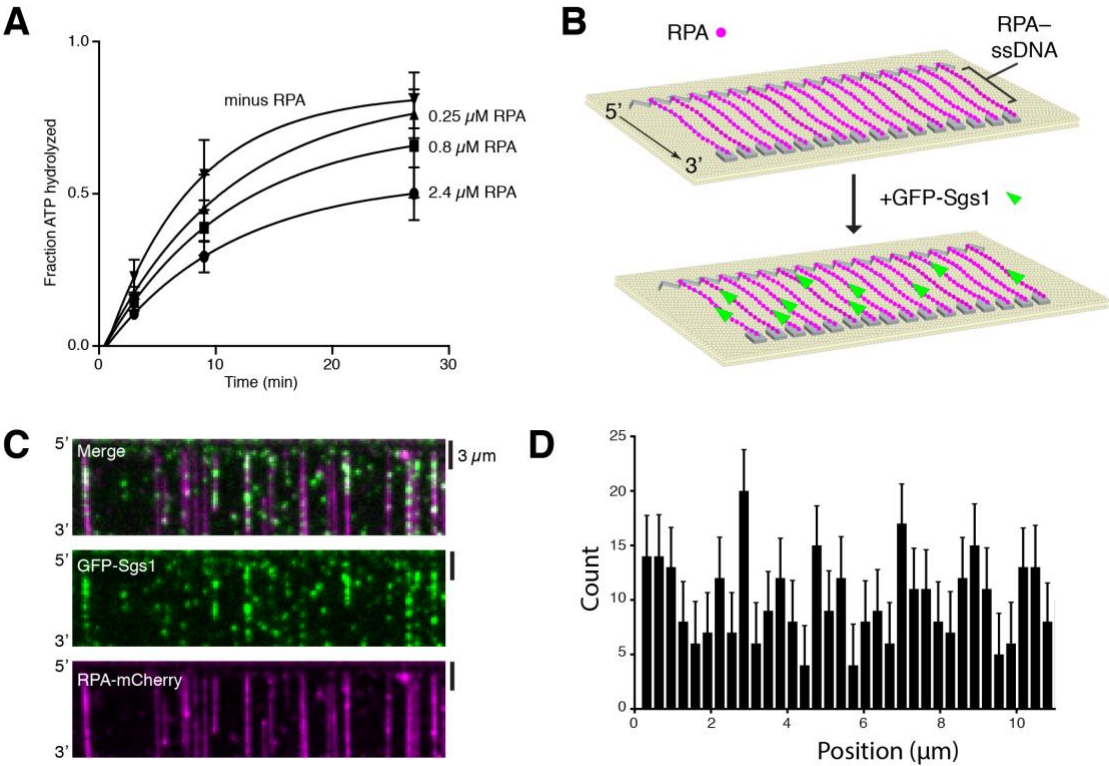 A
1.0
0.5
0.0
0
10
20
30
Fraction ATP hydrolyzed
Time (min)
minus RPA
0.25 µM RPA
0.8 µM RPA
2.4 µM RPA
B
RPA
RPA–
ssDNA
5’
3’
+GFP-Sgs1
C
5’
Merge
3 µm
3’
5’
GFP-Sgs1
3’
5’
RPA-mCherry
3’
D
25
20
15
10
5
0
Count
0
2
4
6
8
10
Position (µm)